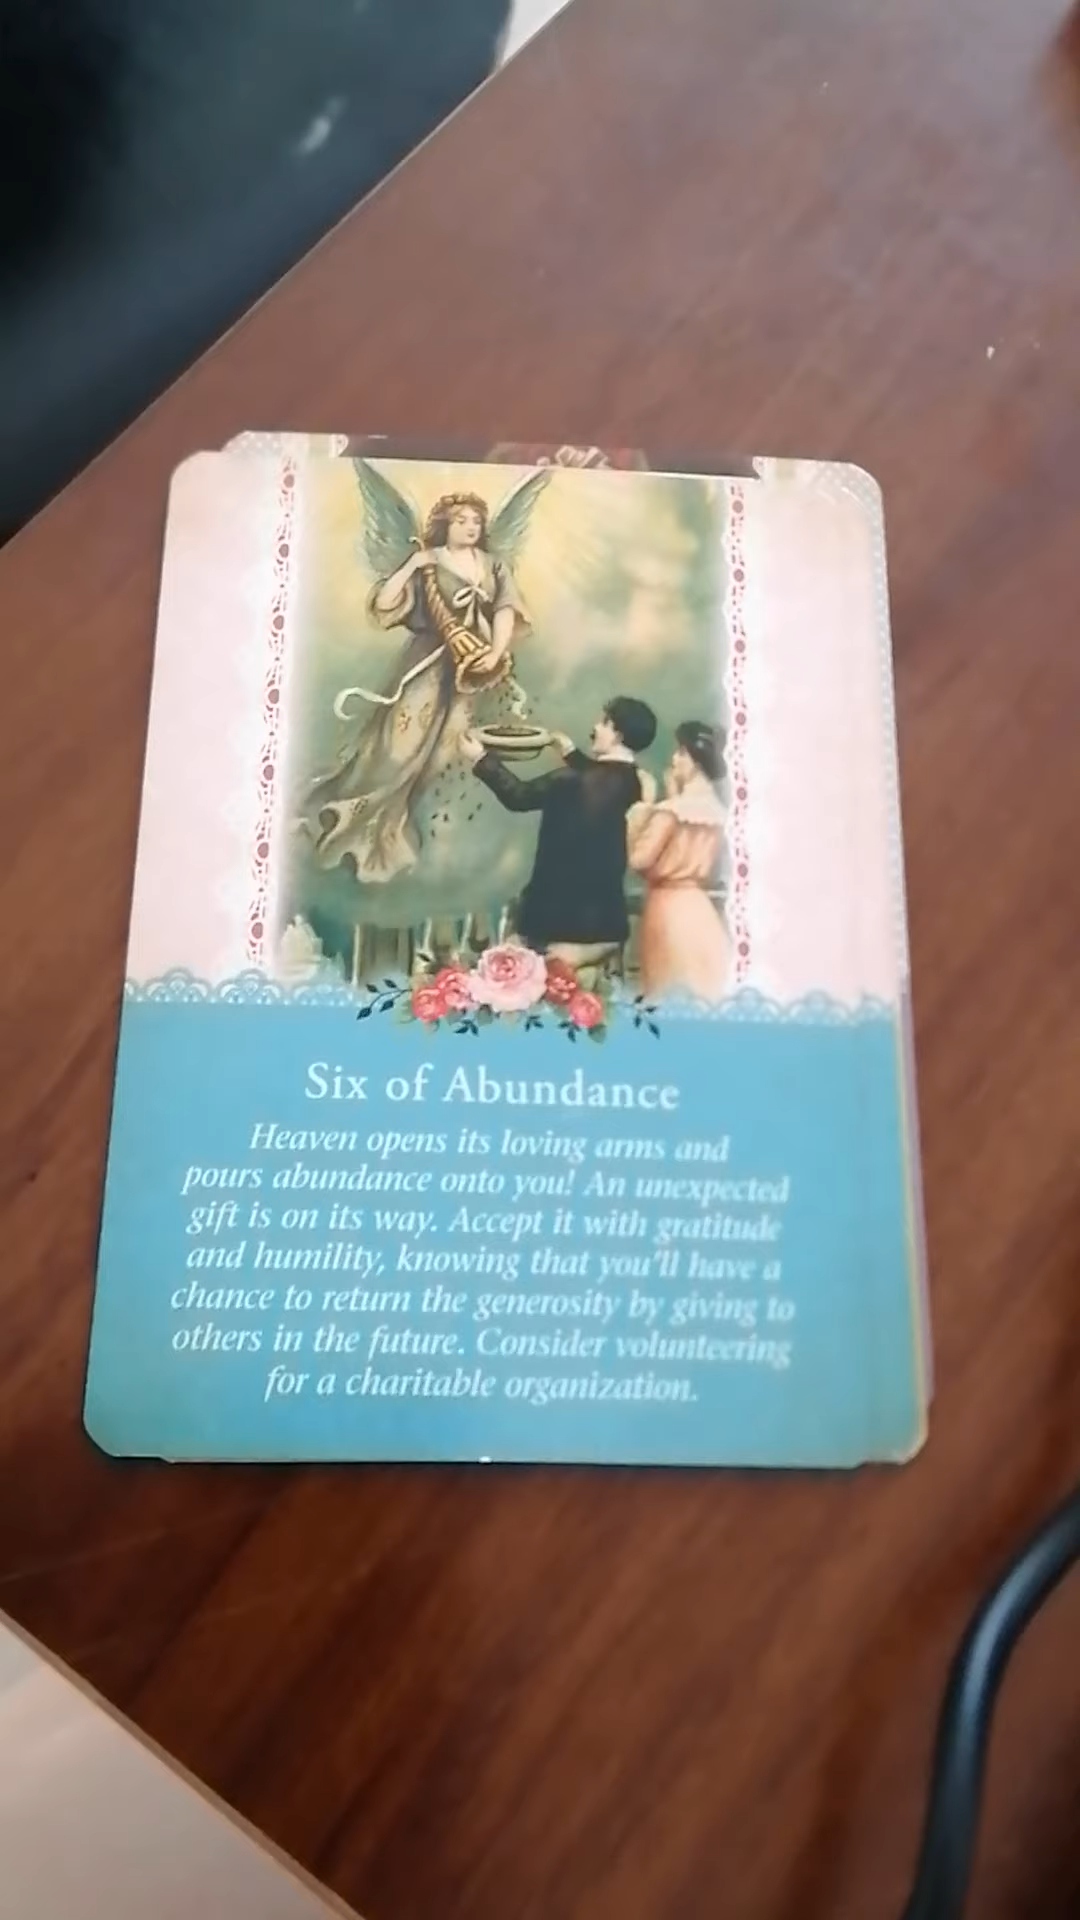 Six of Abundance
Heaven opens its loving arms and
pours abundance onto you! An unexpected
gift is on its way. Accept it with gratitude
and humility, knowing that you'll have a
chance to return the generosity by giving to
others in the future. Consider volunteering
for a charitable organization.